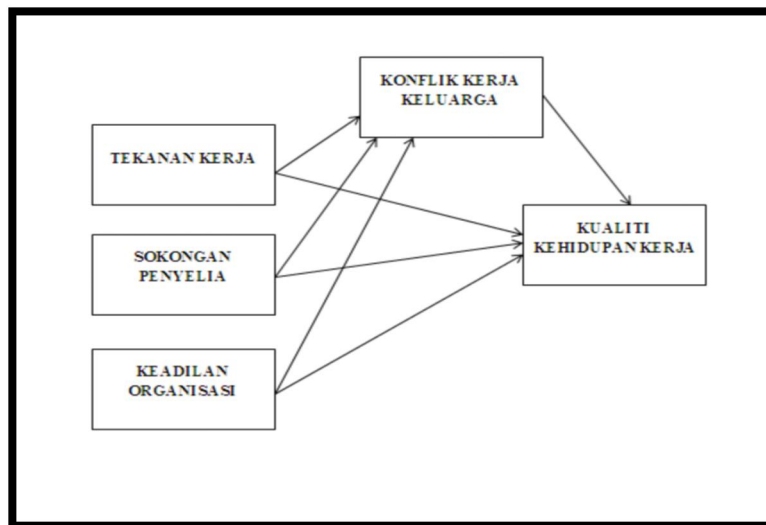 KONFLIK KERJA
KELUARGA
TEKANAN KERJA
SOKONGAN
PENYELIA
KUALITI
KEHIDUPAN KERJA
KEADILAN
ORGANISASI